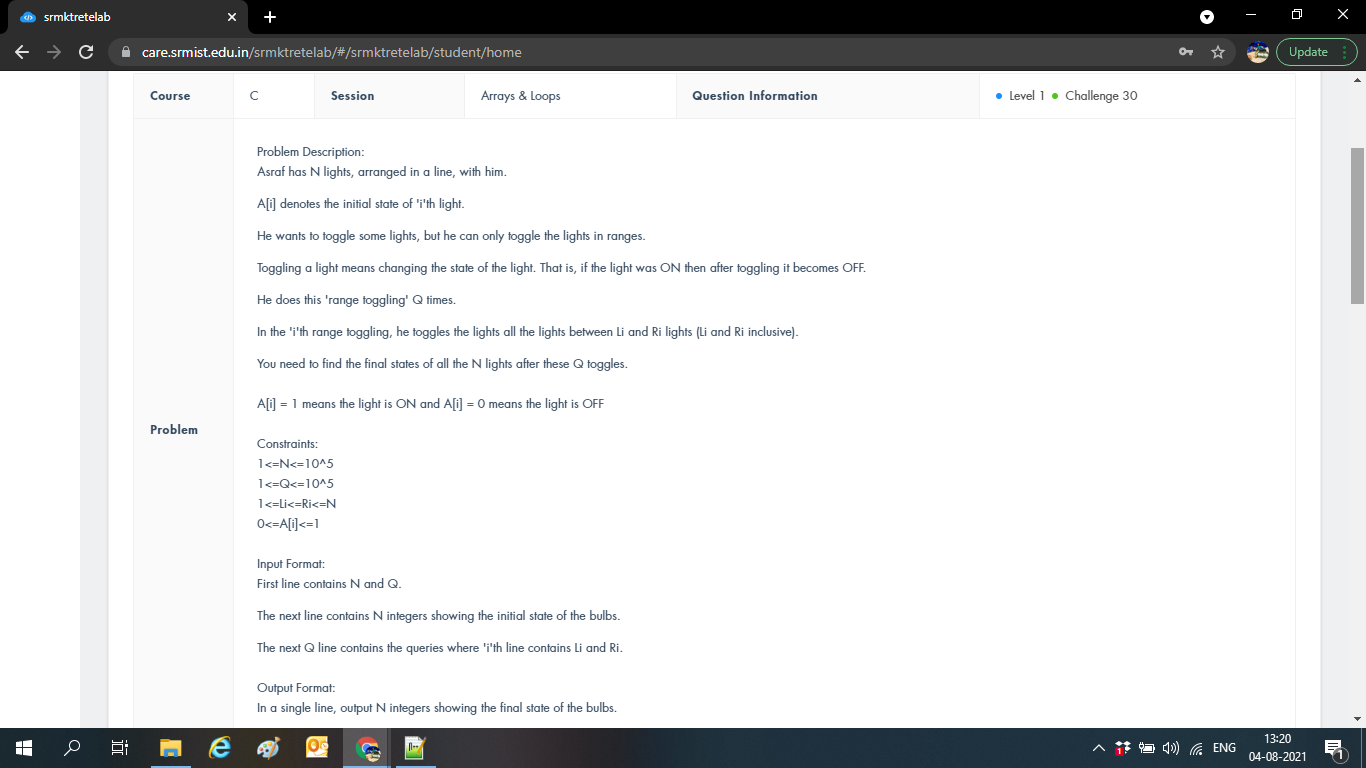 srmktretelab
care.srmist.edu.in/srmktretelab/#/srmktretelab/student/home
Update
Course C Session Arrays & Loops Question Information Level 1 Challenge 30
Problem
Problem Description:
Asraf has N lights, arranged in a line, with him.
A[i] denotes the initial state of 'i'th light.
He wants to toggle some lights, but he can only toggle the lights in ranges.
Toggling a light means changing the state of the light. That is, if the light was ON then after toggling it becomes OFF.
He does this 'range toggling' Q times.
In the 'i'th range toggling, he toggles the lights all the lights between Li and Ri lights (Li and Ri inclusive).
You need to find the final states of all the N lights after these Q toggles.
A[i] = 1 means the light is ON and A[i] = 0 means the light is OFF
Constraints:
1<=N<=10^5
1<=Q<=10^5
1<=Li<=Ri<=N
0<=A[i]<=1
Input Format:
First line contains N and Q.
The next line contains N integers showing the initial state of the bulbs.
The next Q line contains the queries where 'i'th line contains Li and Ri.
Output Format:
In a single line, output N integers showing the final state of the bulbs.
ENG
13:20
04-08-2021
1